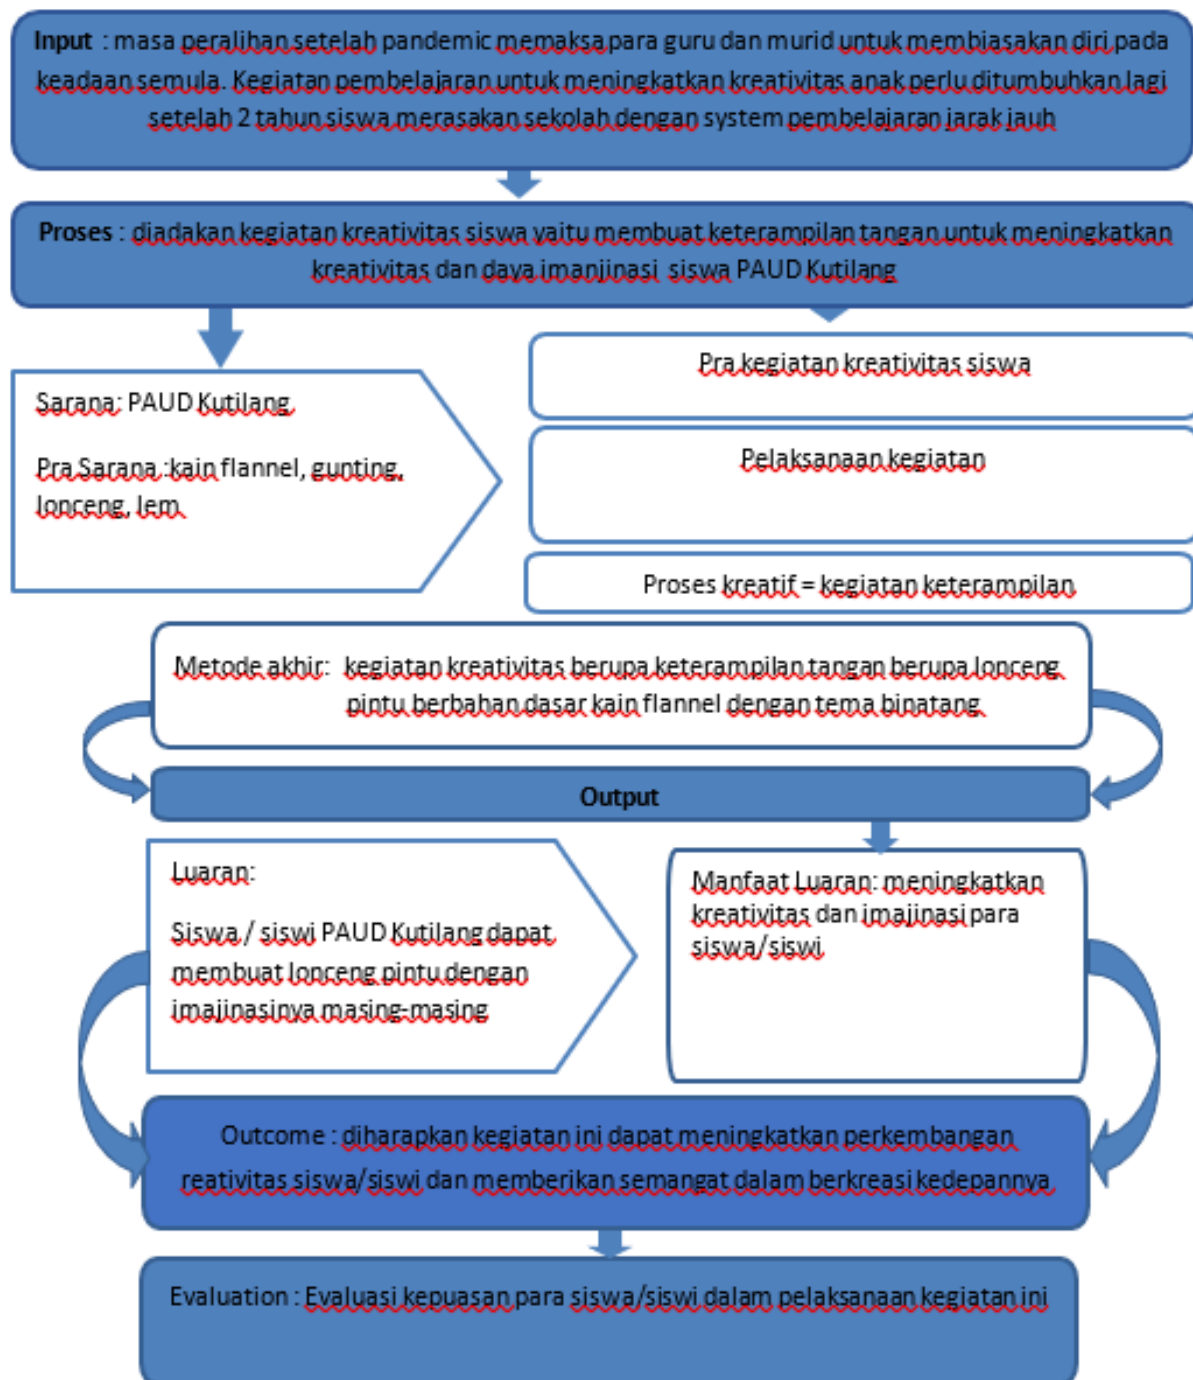 Input : masa peralihan setelah pandemic memaksa para guru dan murid untuk membiasakan diri pada
keadaan semula. Kegiatan pembelajaran untuk meningkatkan kreativitas anak perlu ditumbuhkan lagi
setelah 2 tahun siswa merasakan sekolah dengan system pembelajaran jarak jauh
Proses : diadakan kegiatan kreativitas siswa yaitu membuat keterampilan tangan untuk meningkatkan
kreativitas dan daya imanjinasi siswa PAUD Kutilang
Sarana: PAUD Kutilang
Pra Sarana :kain flannel, gunting,
lonceng, lem
Pra kegiatan kreativitas siswa
Pelaksanaan kegiatan
Proses kreatif = kegiatan keterampilan
Metode akhir: kegiatan kreativitas berupa keterampilan tangan berupa lonceng
pintu berbahan dasar kain flannel dengan tema binatang
Output
Luaran:
Siswa / siswi PAUD Kutilang dapat
membuat lonceng pintu dengan
imajinasinya masing-masing
Manfaat Luaran: meningkatkan
kreativitas dan imajinasi para
siswa/siswi
Outcome : diharapkan kegiatan ini dapat meningkatkan perkembangan
reativitas siswa/siswi dan memberikan semangat dalam berkreasi kedepannya
Evaluation : Evaluasi kepuasan para siswa/siswi dalam pelaksanaan kegiatan ini